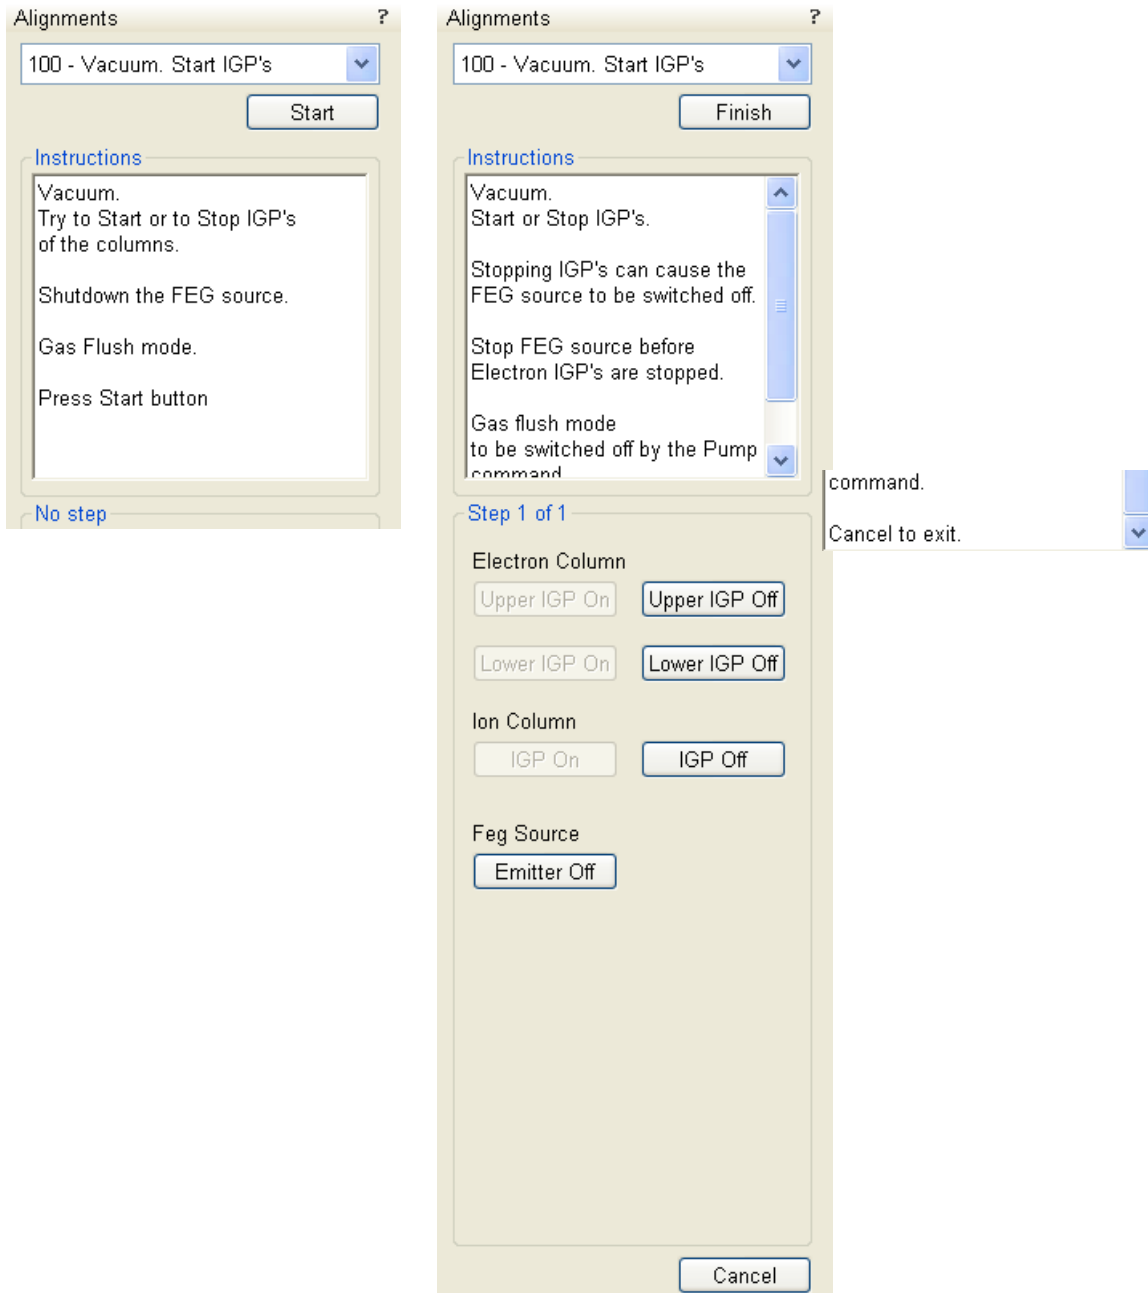 Alignments ?
100 - Vacuum. Start IGP's
Start
Instructions
Vacuum.
Try to Start or to Stop IGP's
of the columns.
Shutdown the FEG source.
Gas Flush mode.
Press Start button
No step
Alignments ?
100 - Vacuum. Start IGP's
Finish
Instructions
Vacuum.
Start or Stop IGP's.
Stopping IGP's can cause the
FEG source to be switched off.
Stop FEG source before
Electron IGP's are stopped.
Gas flush mode
to be switched off by the Pump
command
command.
Cancel to exit.
Step 1 of 1
Electron Column
Upper IGP On Upper IGP Off
Lower IGP On Lower IGP Off
Ion Column
IGP On IGP Off
Feg Source
Emitter Off
Cancel